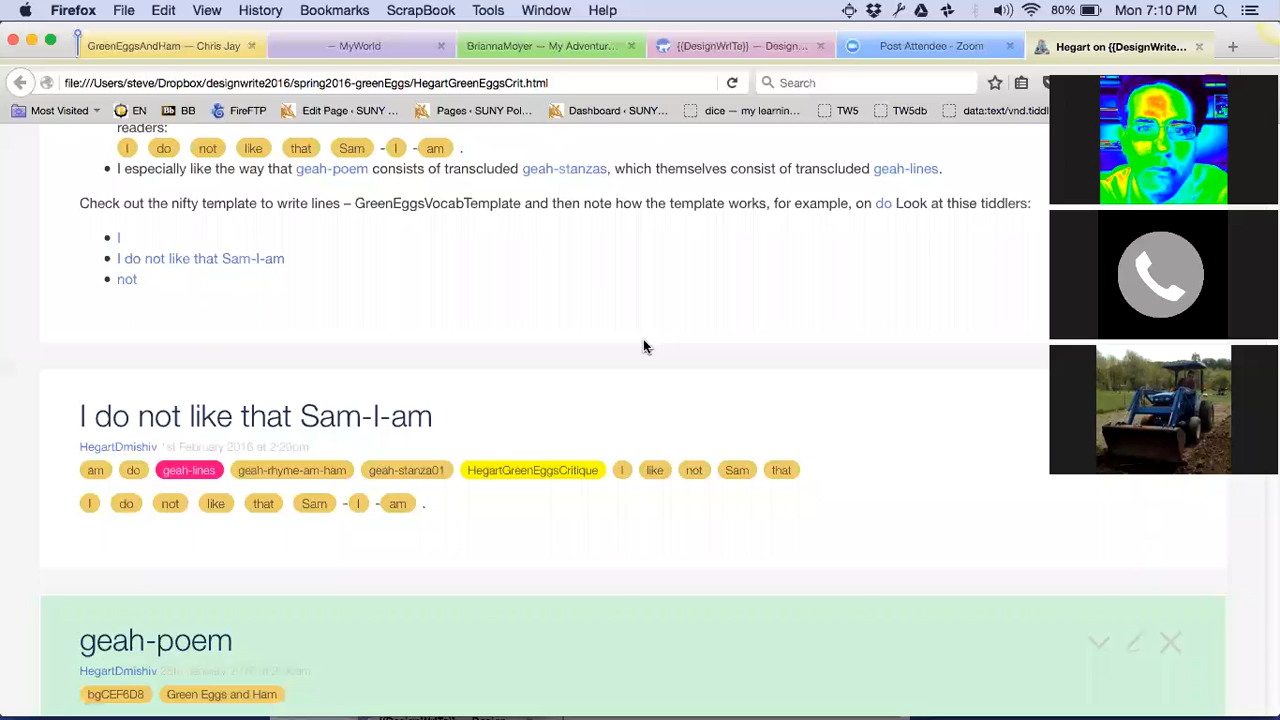 Firefox File Edit View History Bookmarks ScrapBook Tools Window Help 80% Mon 7:10 PM
GreenEggsAndHam — Chris Jay – MyWorld BriannaMoyer — My Adventur... {{DesignWriTe}} — Design... Post Attendee - Zoom Hegart on {{DesignWrite...
file:///Users/steve/Dropbox/designwrite2016/spring2016-greenEggs/HegartGreenEggsCrit.html Search
Most Visited EN BB FireFTP Edit Page ‹ SUNY ... Pages ‹ SUNY Pol... Dashboard ‹ SUNY... dice — my learnin... TW5 TW5db data:text/vnd.tiddl
readers:
I do not like that Sam -I -am .
• I especially like the way that geah-poem consists of transcluded geah-stanzas, which themselves consist of transcluded geah-lines.
Check out the nifty template to write lines – GreenEggsVocabTemplate and then note how the template works, for example, on do Look at thise tiddlers:
• I
• I do not like that Sam-I-am
• not
I do not like that Sam-I-am
HegartDmishiv 1st February 2016 at 2:29pm
am do geah-lines geah-rhyme-am-ham geah-stanza01 HegartGreenEggsCritique I like not Sam that
I do not like that Sam -I -am .
geah-poem
HegartDmishiv
bgCEF6D8 Green Eggs and Ham